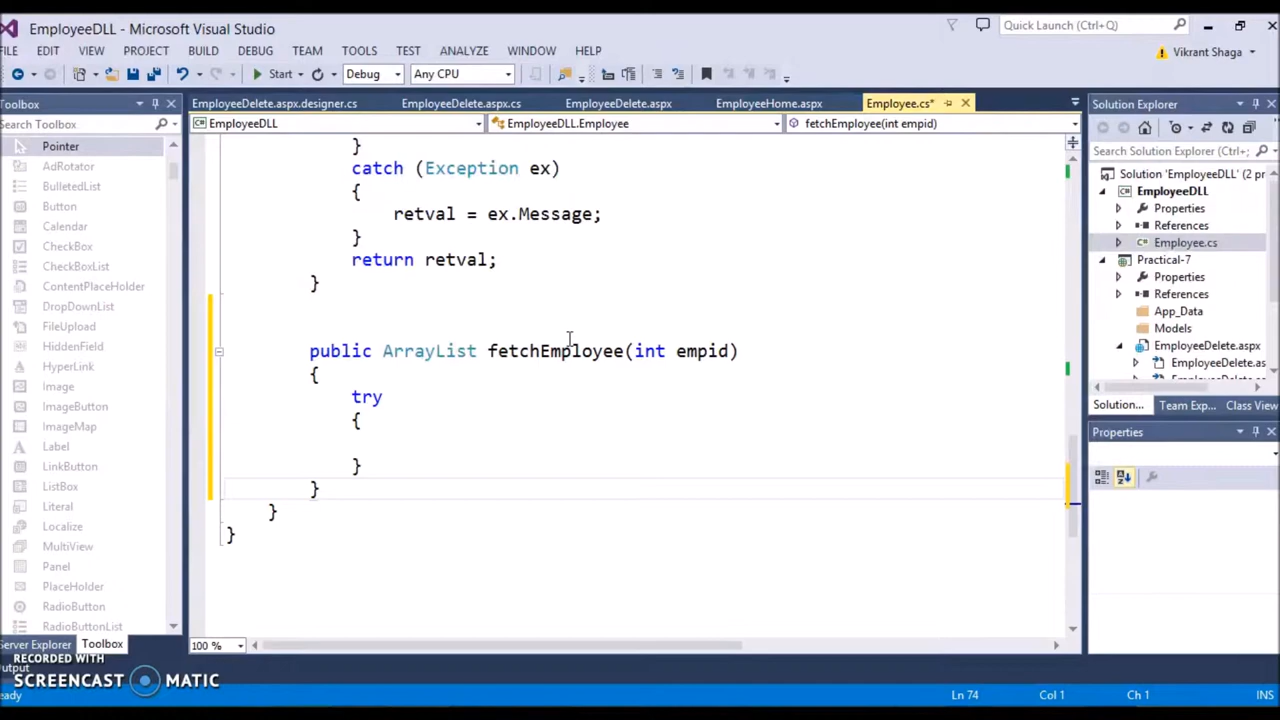 EmployeeDLL - Microsoft Visual Studio
Quick Launch (Ctrl+Q)
FILE EDIT VIEW PROJECT BUILD DEBUG TEAM TOOLS TEST ANALYZE WINDOW HELP
Vikrant Shaga
Start
Debug
Any CPU
Toolbox
EmployeeDelete.aspx.designer.cs
EmployeeDelete.aspx.cs
EmployeeDelete.aspx
EmployeeHome.aspx
Employee.cs*
Solution Explorer
Search Toolbox
EmployeeDLL
EmployeeDLL.Employee
fetchEmployee(int empid)
Pointer
AdRotator
BulletedList
Button
Calendar
CheckBox
CheckBoxList
ContentPlaceHolder
DropDownList
FileUpload
HiddenField
HyperLink
Image
ImageButton
ImageMap
Label
LinkButton
ListBox
Literal
Localize
MultiView
Panel
PlaceHolder
RadioButton
RadioButtonList
Server Explorer
Toolbox
}
catch (Exception ex)
{
retval = ex.Message;
}
return retval;
}
public ArrayList fetchEmployee(int empid)
{
try
{
}
}
}
}
100 %
Search Solution Explorer (Ctrl+;)
Solution 'EmployeeDLL' (2 pr
EmployeeDLL
Properties
References
Employee.cs
Practical-7
Properties
References
App_Data
Models
EmployeeDelete.aspx
EmployeeDelete.as
EmployeeDelete.as
Solution...
Team Exp...
Class View
Properties
Output
RECORDED WITH
SCREENCAST MATIC
eady
Ln 74
Col 1
Ch 1
INS